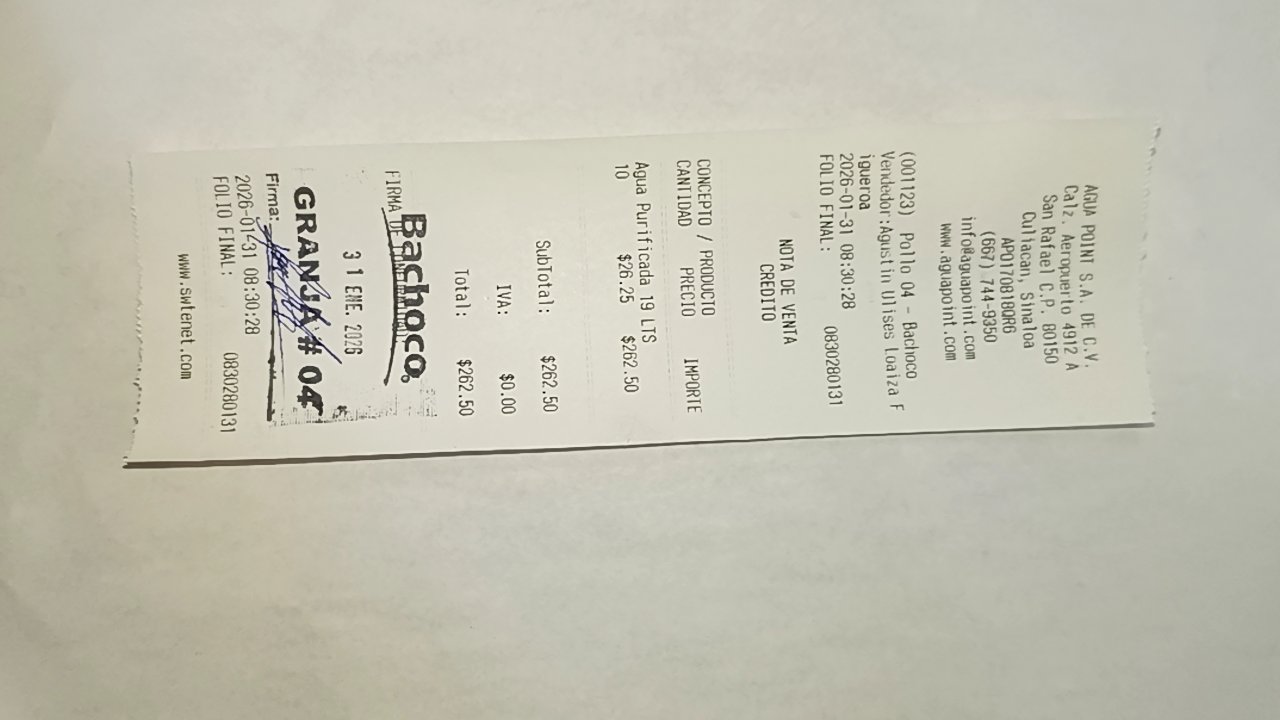 AGUA POINT S.A. DE C.V.
Calz. Aeropuerto 4912 A
San Rafael C.P. 80150
Culiacan, Sinaloa
APO170818QR6
(667) 744-9350
info@aguapoint.com
www.aguapoint.com
(001123) Pollo 04 - Bachoco
Vendedor:Agustin Ulises Loaiza F
igueroa
2026-01-31 08:30:28
FOLIO FINAL: 0830280131
NOTA DE VENTA
CREDITO
CONCEPTO / PRODUCTO
CANTIDAD PRECIO IMPORTE
Agua Purificada 19 LTS
10 $26.25 $262.50
SubTotal: $262.50
IVA: $0.00
Total: $262.50
Bachoco
FIRMA DE
31 ENE. 2026
GRANJA # 04
Firma:
2026-01-31 08:30:28
FOLIO FINAL: 0830280131
www.swtenet.com